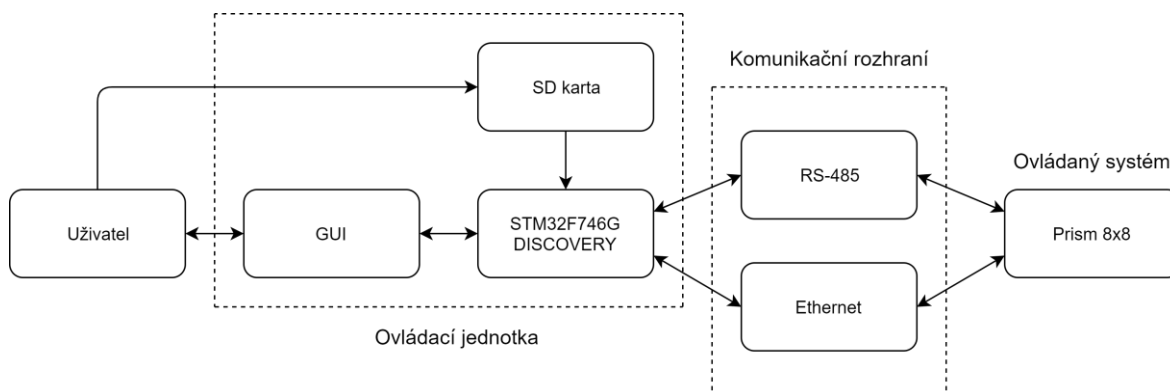 Komunikační rozhraní
SD karta
RS-485
Ovládaný systém
Uživatel
GUI
STM32F746G
DISCOVERY
Prism 8x8
Ethernet
Ovládací jednotka